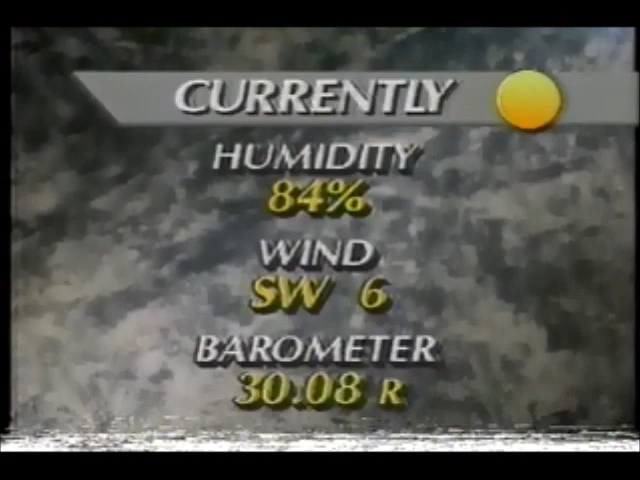 CURRENTLY
HUMIDITY
84%
WIND
SW 6
BAROMETER
30.08 R